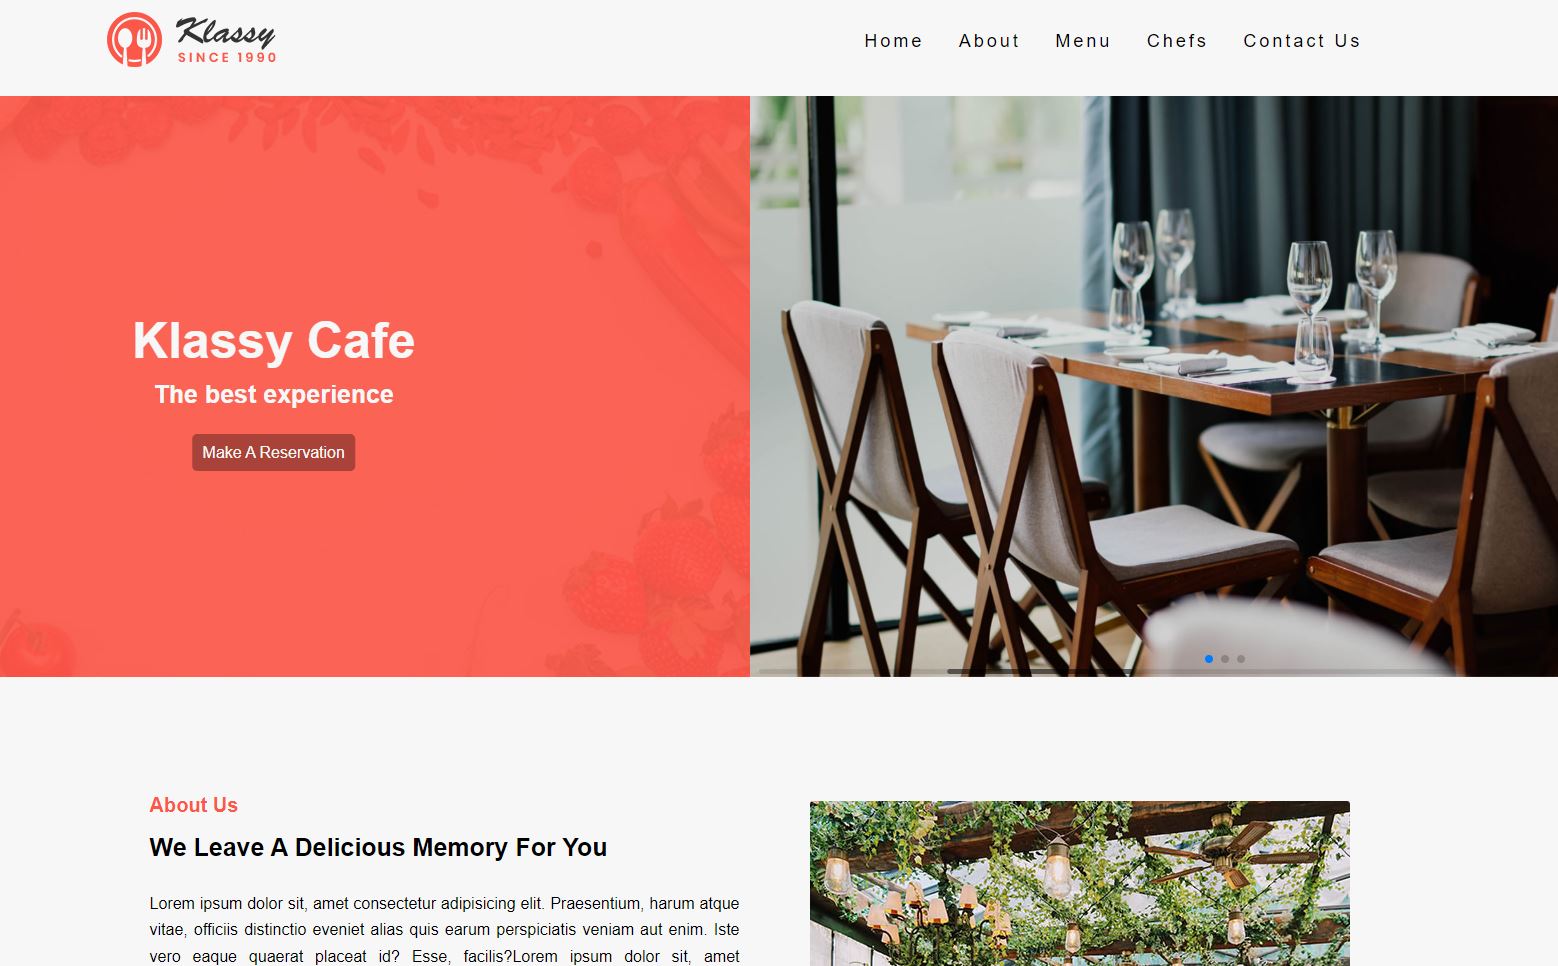 Klassy
SINCE 1990
Home About Menu Chefs Contact Us
Klassy Cafe
The best experience
Make A Reservation
About Us
We Leave A Delicious Memory For You
Lorem ipsum dolor sit, amet consectetur adipisicing elit. Praesentium, harum atque
vitae, officiis distinctio eveniet alias quis earum perspiciatis veniam aut enim. Iste
vero eaque quaerat placeat id? Esse, facilis?Lorem ipsum dolor sit, amet